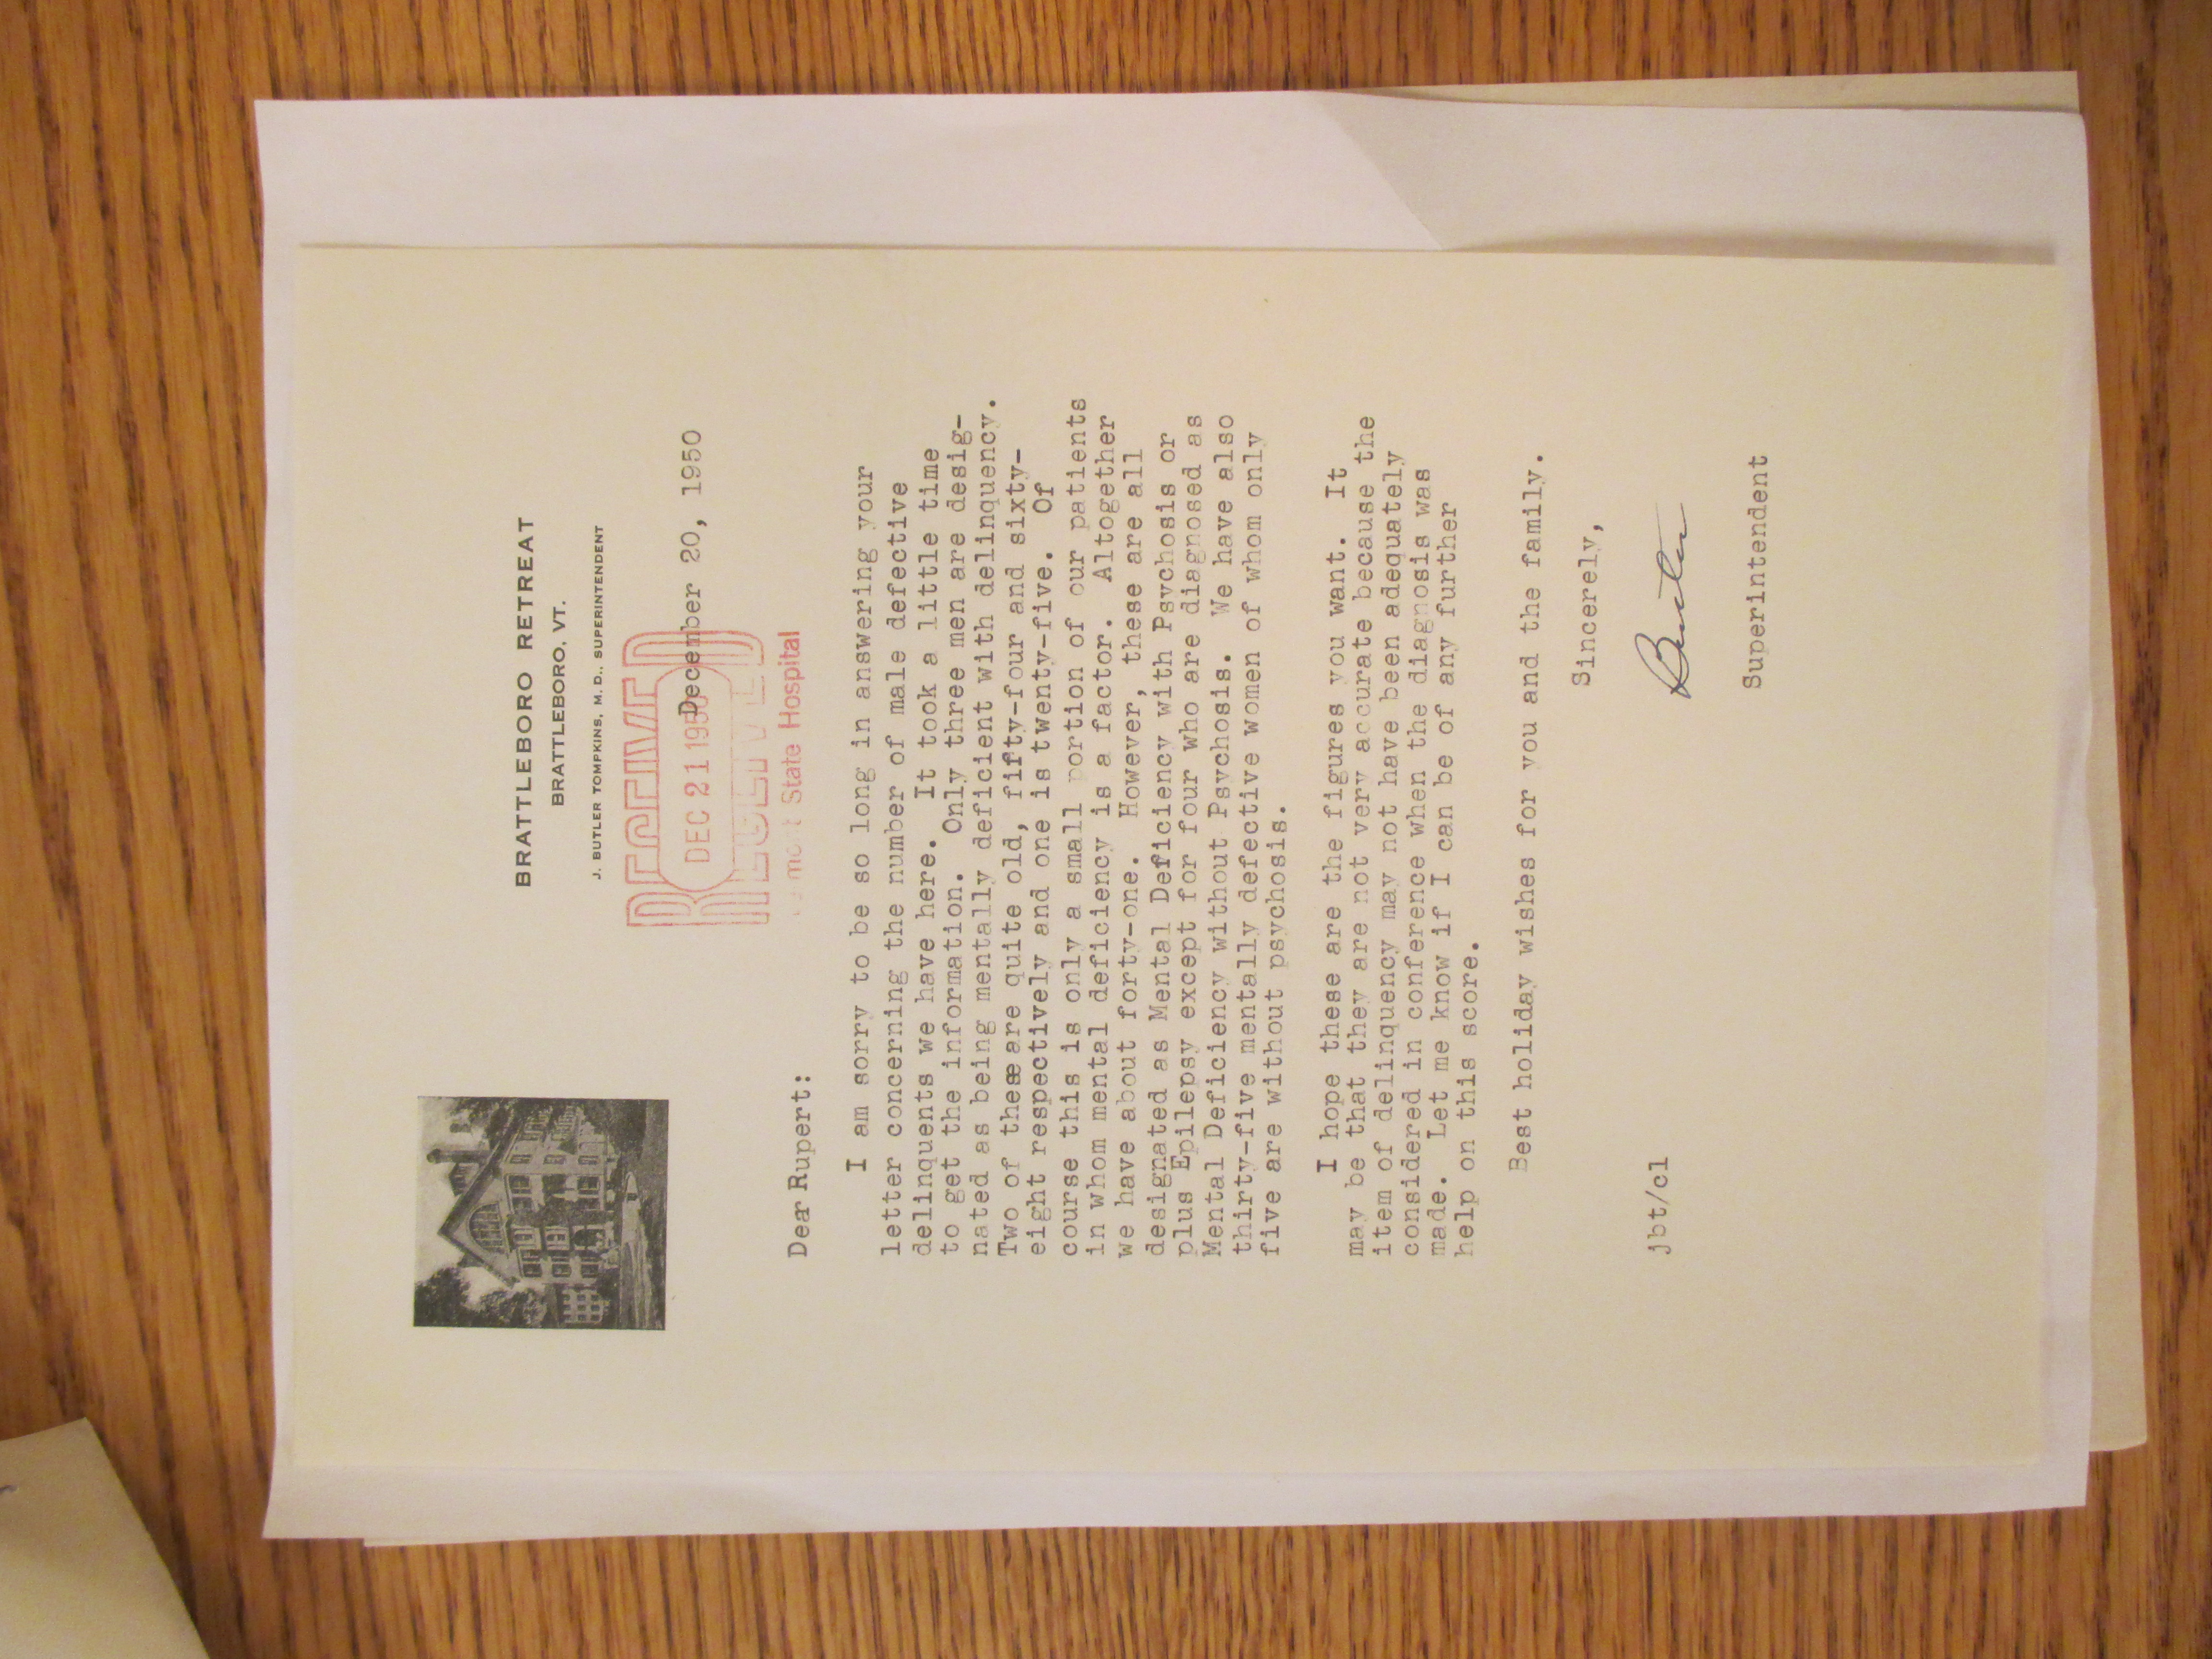 BRATTLEBORO RETREAT
BRATTLEBORO, VT.
J. BUTLER TOMPKINS, M. D., SUPERINTENDENT
RECEIVED
DEC 21 1950
RECEIVED
State Hospital
December 20, 1950
Dear Rupert:
I am sorry to be so long in answering your
letter concerning the number of male defective
delinquents we have here. It took a little time
to get the information. Only three men are desig-
nated as being mentally deficient with delinquency.
Two of these are quite old, fifty-four and sixty-
eight respectively and one is twenty-five. Of
course this is only a small portion of our patients
in whom mental deficiency is a factor. Altogether
we have about forty-one. However, these are all
designated as Mental Deficiency with Psychosis or
plus Epilepsy except for four who are diagnosed as
Mental Deficiency without Psychosis. We have also
thirty-five mentally defective women of whom only
five are without psychosis.
I hope these are the figures you want. It
may be that they are not very accurate because the
item of delinquency may not have been adequately
considered in conference when the diagnosis was
made. Let me know if I can be of any further
help on this score.
Best holiday wishes for you and the family.
Sincerely,
Butler
jbt/cl
Superintendent